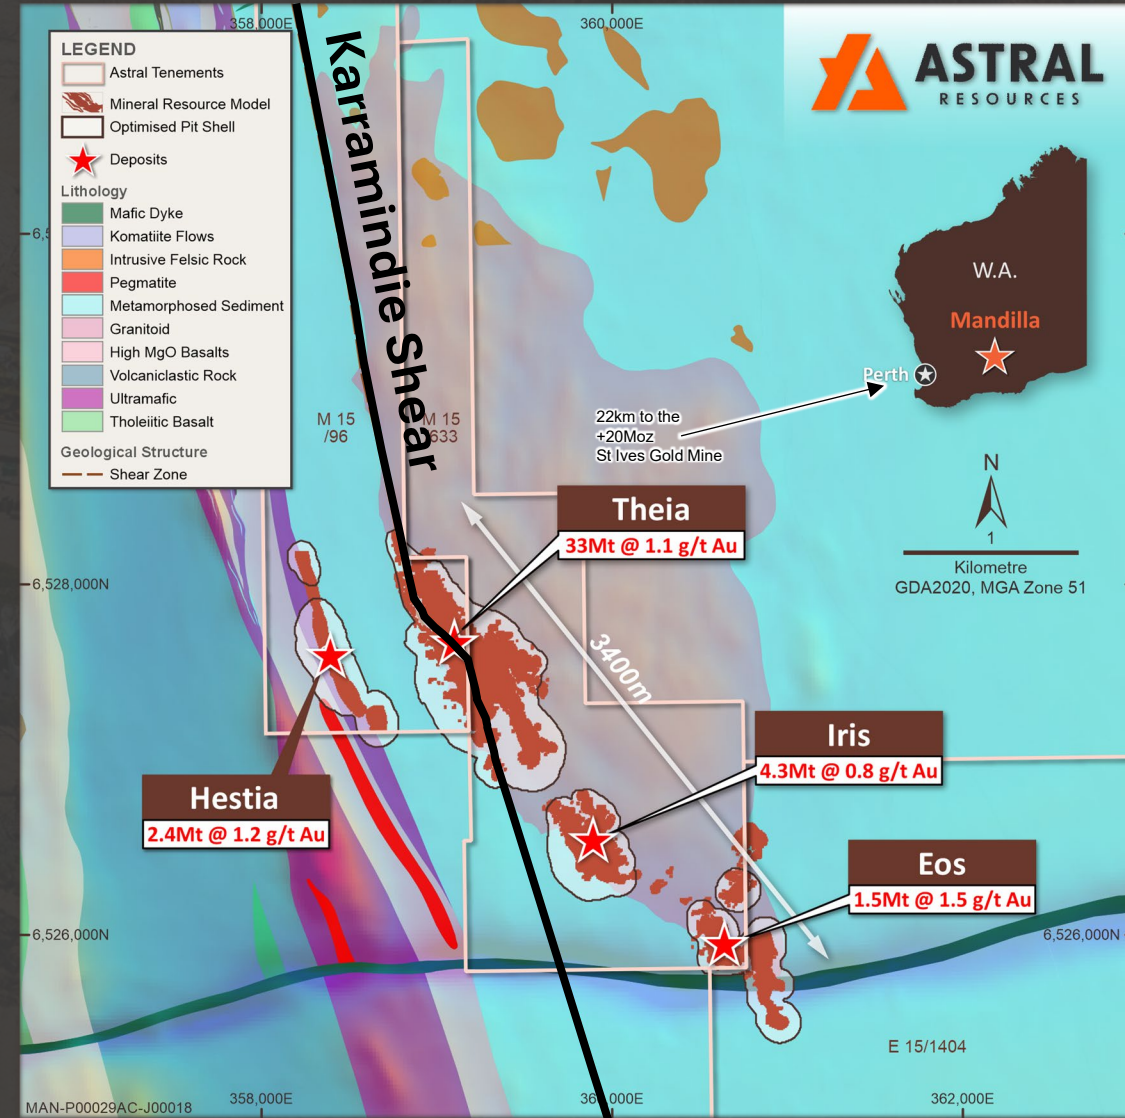 358,000E
360,000E
LEGEND
Astral Tenements
Mineral Resource Model
Optimised Pit Shell
Deposits
Lithology
Mafic Dyke
Komatiite Flows
Intrusive Felsic Rock
Pegmatite
Metamorphosed Sediment
Granitoid
High MgO Basalts
Volcaniclastic Rock
Ultramafic
Tholeiitic Basalt
Geological Structure
Shear Zone
Karramindie Shear
ASTRAL
RESOURCES
W.A.
Mandilla
Perth
M 15
/96
M 15
/633
22km to the
+20Moz
St Ives Gold Mine
N
1
Kilometre
GDA2020, MGA Zone 51
Theia
33Mt @ 1.1 g/t Au
6,528,000N
3400m
Iris
4.3Mt @ 0.8 g/t Au
Hestia
2.4Mt @ 1.2 g/t Au
Eos
1.5Mt @ 1.5 g/t Au
6,526,000N
6,526,000N
E 15/1404
358,000E
360,000E
362,000E
MAN-P00029AC-J00018